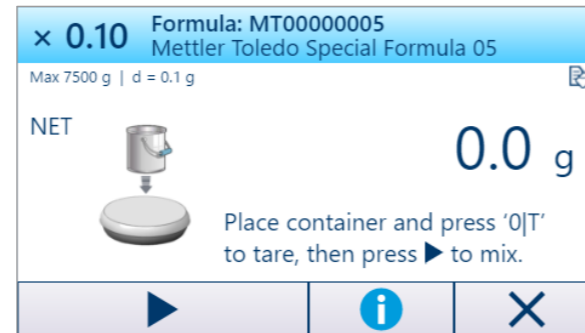 × 0.10
Formula: MT00000005
Mettler Toledo Special Formula 05
Max 7500 g | d = 0.1 g
NET
0.0 g
Place container and press ‘0|T’
to tare, then press ▶ to mix.